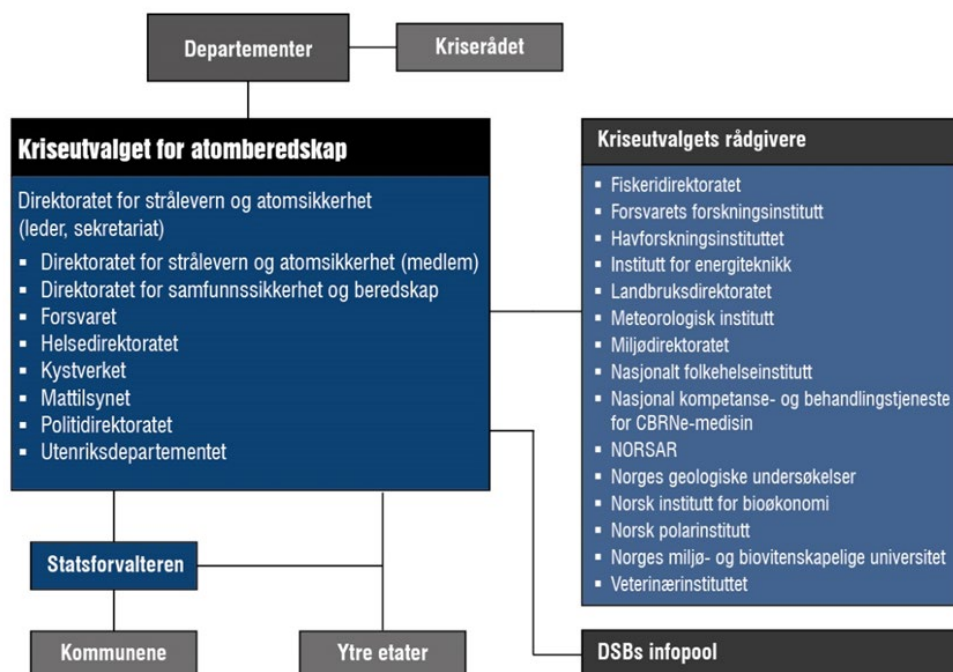 Departementer
Kriserådet
Kriseutvalget for atomberedskap
Direktoratet for strålevern og atomsikkerhet
(leder, sekretariat)
▪ Direktoratet for strålevern og atomsikkerhet (medlem)
▪ Direktoratet for samfunnssikkerhet og beredskap
▪ Forsvaret
▪ Helsedirektoratet
▪ Kystverket
▪ Mattilsynet
▪ Politidirektoratet
▪ Utenriksdepartementet
Kriseutvalgets rådgivere
▪ Fiskeridirektoratet
▪ Forsvarets forskningsinstitutt
▪ Havforskningsinstituttet
▪ Institutt for energiteknikk
▪ Landbruksdirektoratet
▪ Meteorologisk institutt
▪ Miljødirektoratet
▪ Nasjonalt folkehelseinstitutt
▪ Nasjonal kompetanse- og behandlingstjeneste
for CBRNe-medisin
▪ NORSAR
▪ Norges geologiske undersøkelser
▪ Norsk institutt for bioøkonomi
▪ Norsk polarinstitutt
▪ Norges miljø- og biovitenskapelige universitet
▪ Veterinærinstituttet
Statsforvalteren
Kommunene
Ytre etater
DSBs infopool